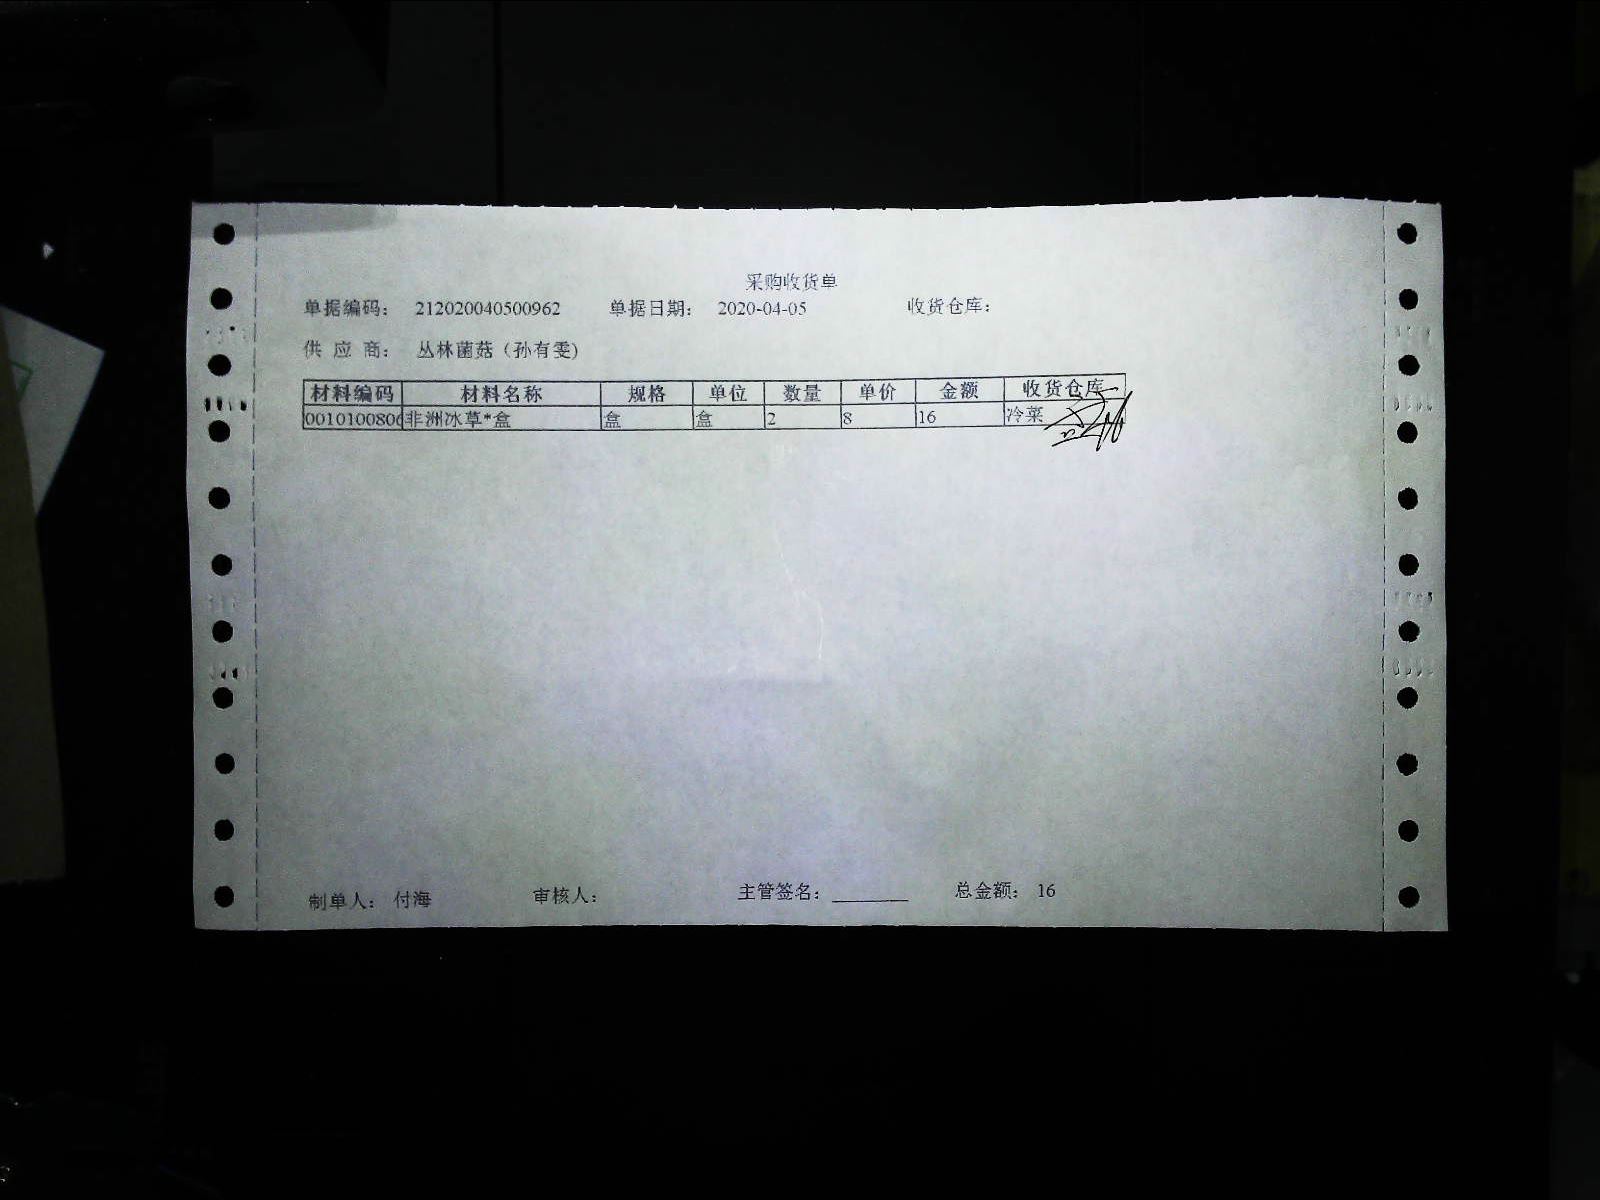 采购收货单
单据编码： 212020040500962 单据日期： 2020-04-05 收货仓库：
供 应 商： 丛林菌菇（孙有雯）
材料编码 材料名称 规格 单位 数量 单价 金额 收货仓库
0010100806 非洲冰草*盒 盒 盒 2 8 16 冷菜
制单人： 付海 审核人： 主管签名： ________ 总金额： 16